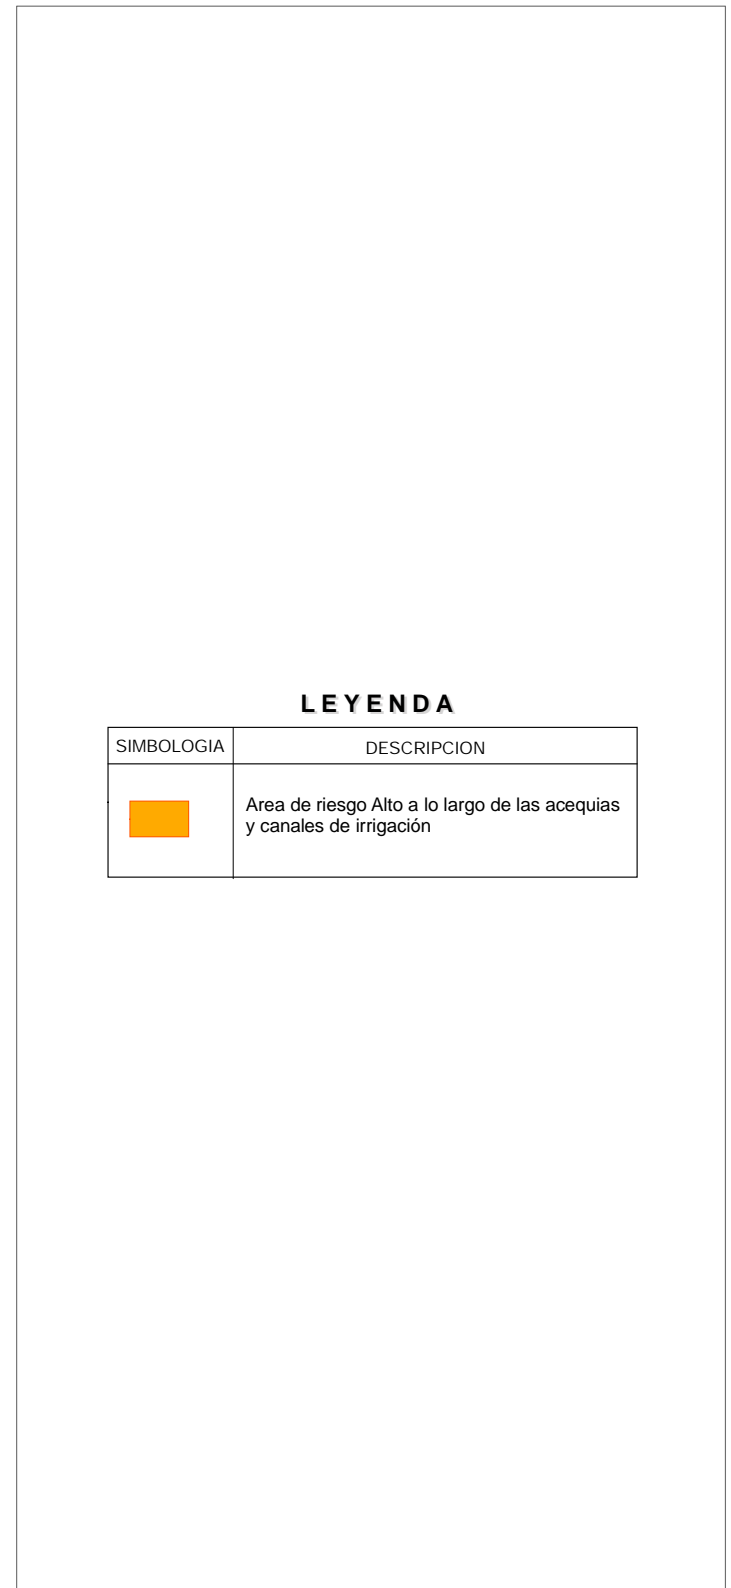 LEYENDA
SIMBOLOGIA DESCRIPCION
Area de riesgo Alto a lo largo de las acequias
y canales de irrigación